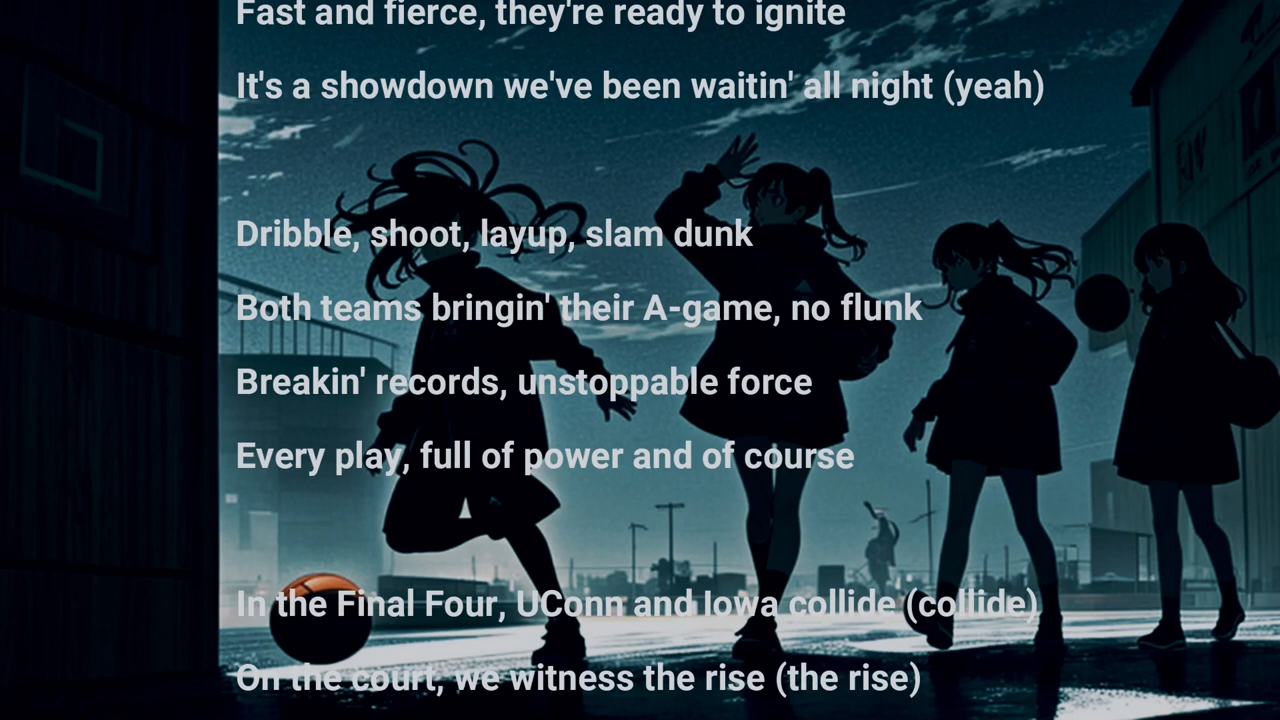 Fast and fierce, they're ready to ignite
It's a showdown we've been waitin' all night (yeah)
Dribble, shoot, layup, slam dunk
Both teams bringin' their A-game, no flunk
Breakin' records, unstoppable force
Every play, full of power and of course
In the Final Four, UConn and Iowa collide (collide)
On the court, we witness the rise (the rise)